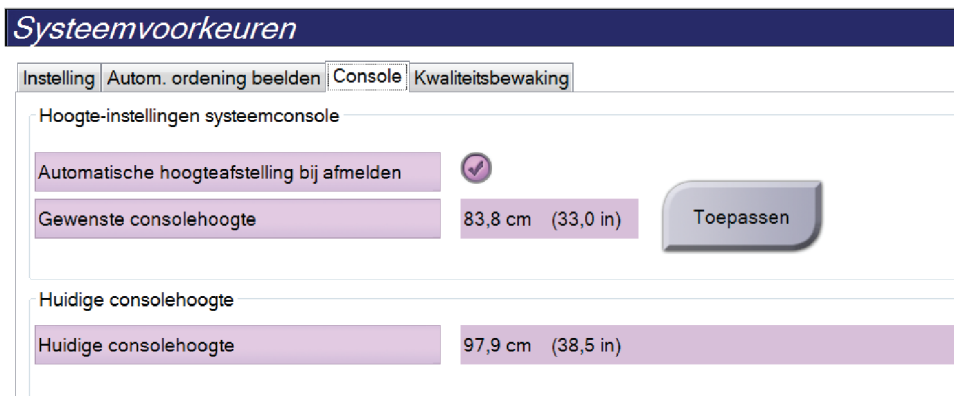 Systeemvoorkeuren
Instelling Autom. ordening beelden Console Kwaliteitsbewaking
Hoogte-instellingen systeemconsole
Automatische hoogteafstelling bij afmelden
Gewenste consolehoogte 83,8 cm (33,0 in) Toepassen
Huidige consolehoogte
Huidige consolehoogte 97,9 cm (38,5 in)